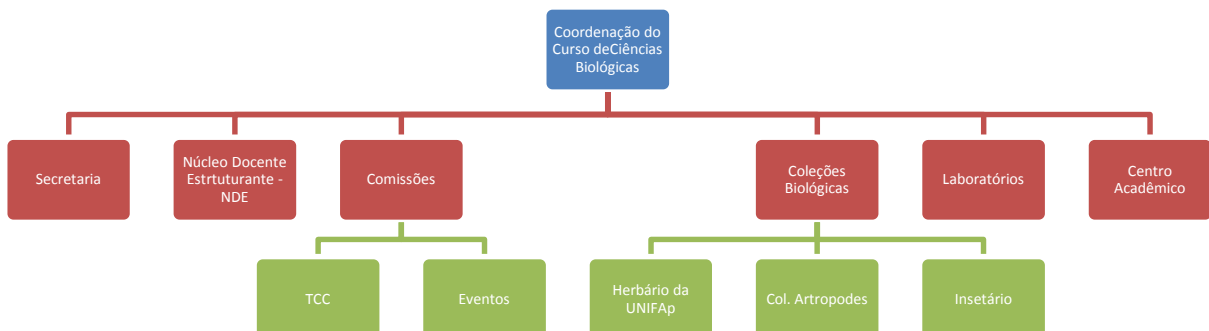 Coordenação do
Curso deCiências
Biológicas
Secretaria
Núcleo Docente
Estrtuturante -
NDE
Comissões
Coleções
Biológicas
Laboratórios
Centro
Acadêmico
TCC
Eventos
Herbário da
UNIFAp
Col. Artropodes
Insetário